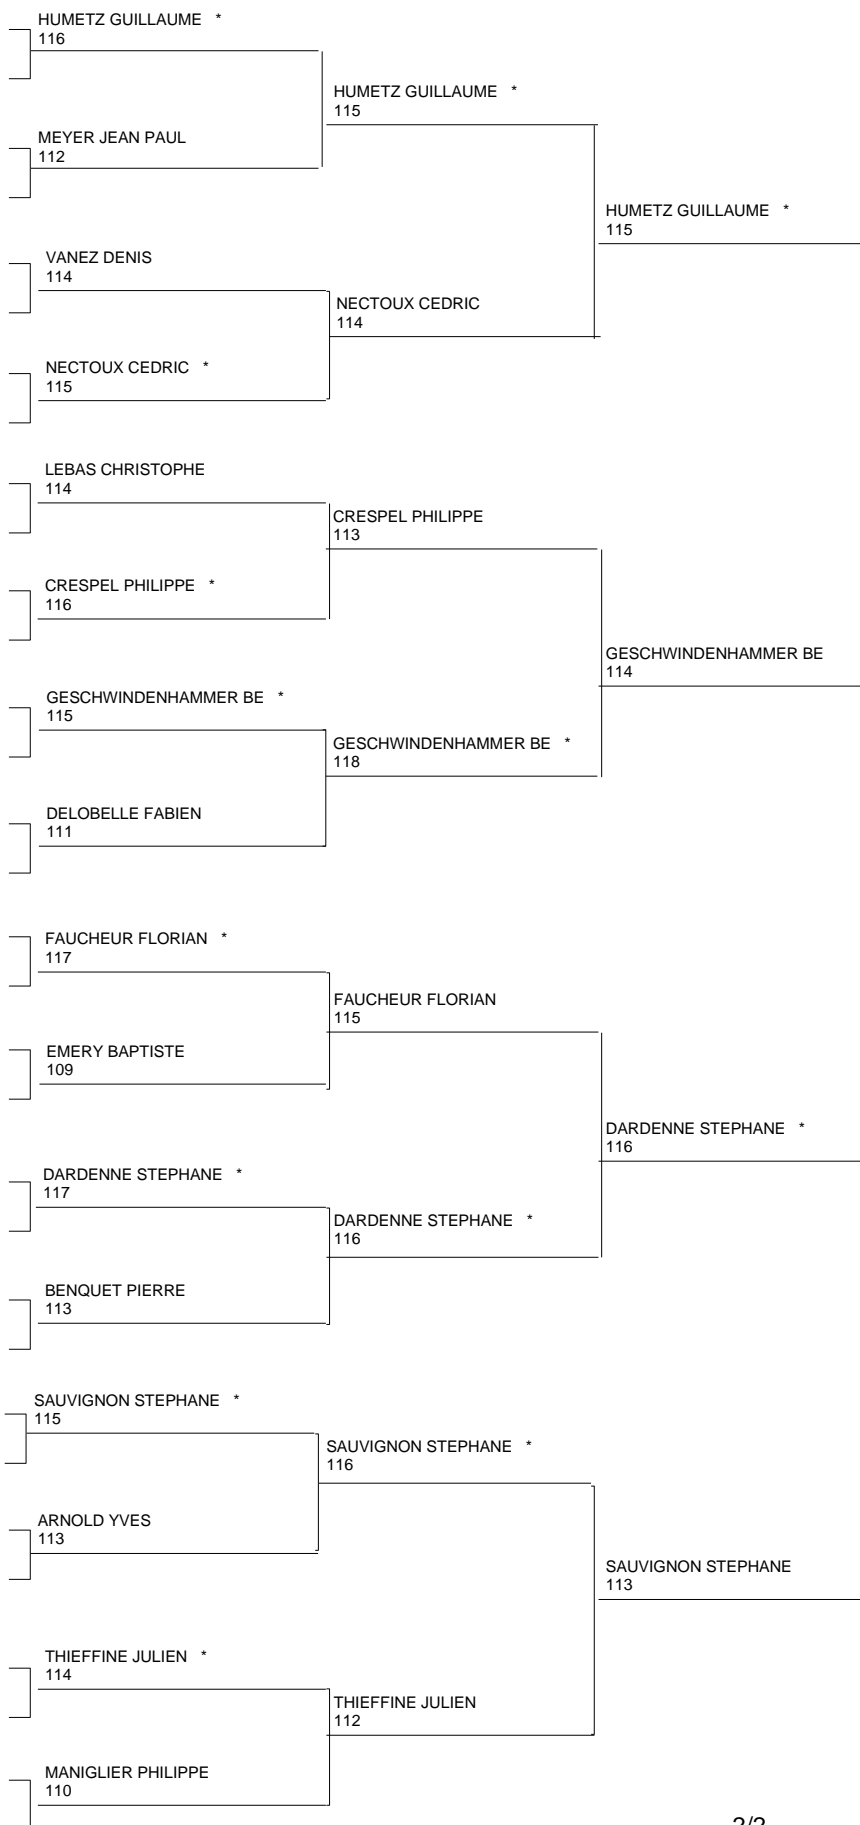 HUMETZ GUILLAUME *
116
MEYER JEAN PAUL
112
VANEZ DENIS
114
NECTOUX CEDRIC *
115
LEBAS CHRISTOPHE
114
CRESPEL PHILIPPE *
116
GESCHWINDENHAMMER BE *
115
DELOBELLE FABIEN
111
FAUCHEUR FLORIAN *
117
EMERY BAPTISTE
109
DARDENNE STEPHANE *
117
BENQUET PIERRE
113
SAUVIGNON STEPHANE *
115
ARNOLD YVES
113
THIEFFINE JULIEN *
114
MANIGLIER PHILIPPE
110
HUMETZ GUILLAUME *
115
NECTOUX CEDRIC
114
CRESPEL PHILIPPE
113
GESCHWINDENHAMMER BE *
118
FAUCHEUR FLORIAN
115
DARDENNE STEPHANE *
116
SAUVIGNON STEPHANE *
116
THIEFFINE JULIEN
112
HUMETZ GUILLAUME *
115
GESCHWINDENHAMMER BE
114
DARDENNE STEPHANE *
116
SAUVIGNON STEPHANE
113